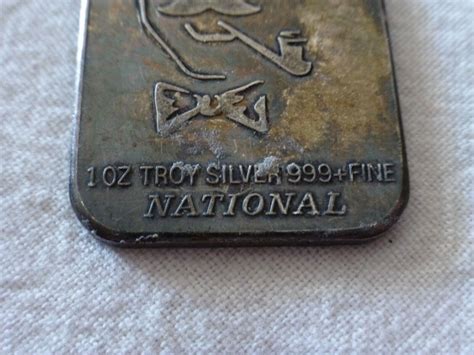 1 OZ TROY SILVER 999+FINE
NATIONAL